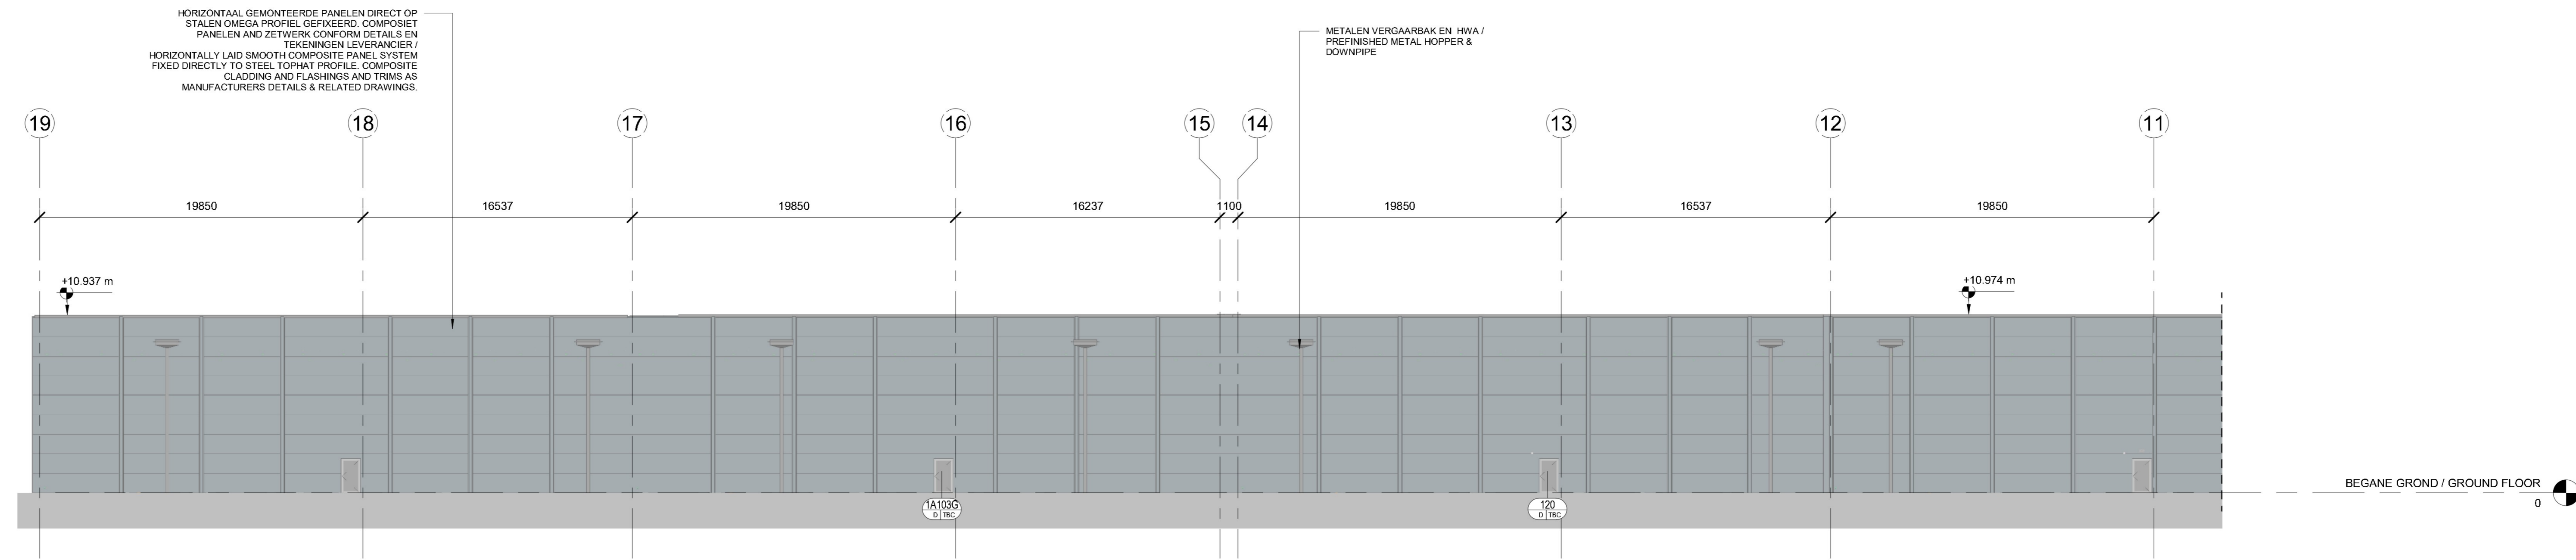 HORIZONTAAL GEMONTEERDE PANELEN DIRECT OP
STALEN OMEGA PROFIEL GEFIXEERD. COMPOSIET
PANELEN AND ZETWERK CONFORM DETAILS EN
TEKENINGEN LEVERANCIER /
HORIZONTALLY LAID SMOOTH COMPOSITE PANEL SYSTEM
FIXED DIRECTLY TO STEEL TOPHAT PROFILE. COMPOSITE
CLADDING AND FLASHINGS AND TRIMS AS
MANUFACTURERS DETAILS & RELATED DRAWINGS.
METALEN VERGAARBAK EN HWA /
PREFINISHED METAL HOPPER &
DOWNPIPE
19 18 17 16 15 14 13 12 11
19850 16537 19850 16237 1100 19850 16537 19850
+10.937 m
+10.974 m
BEGANE GROND / GROUND FLOOR
0
1A103G
D TBC
120
D TBC